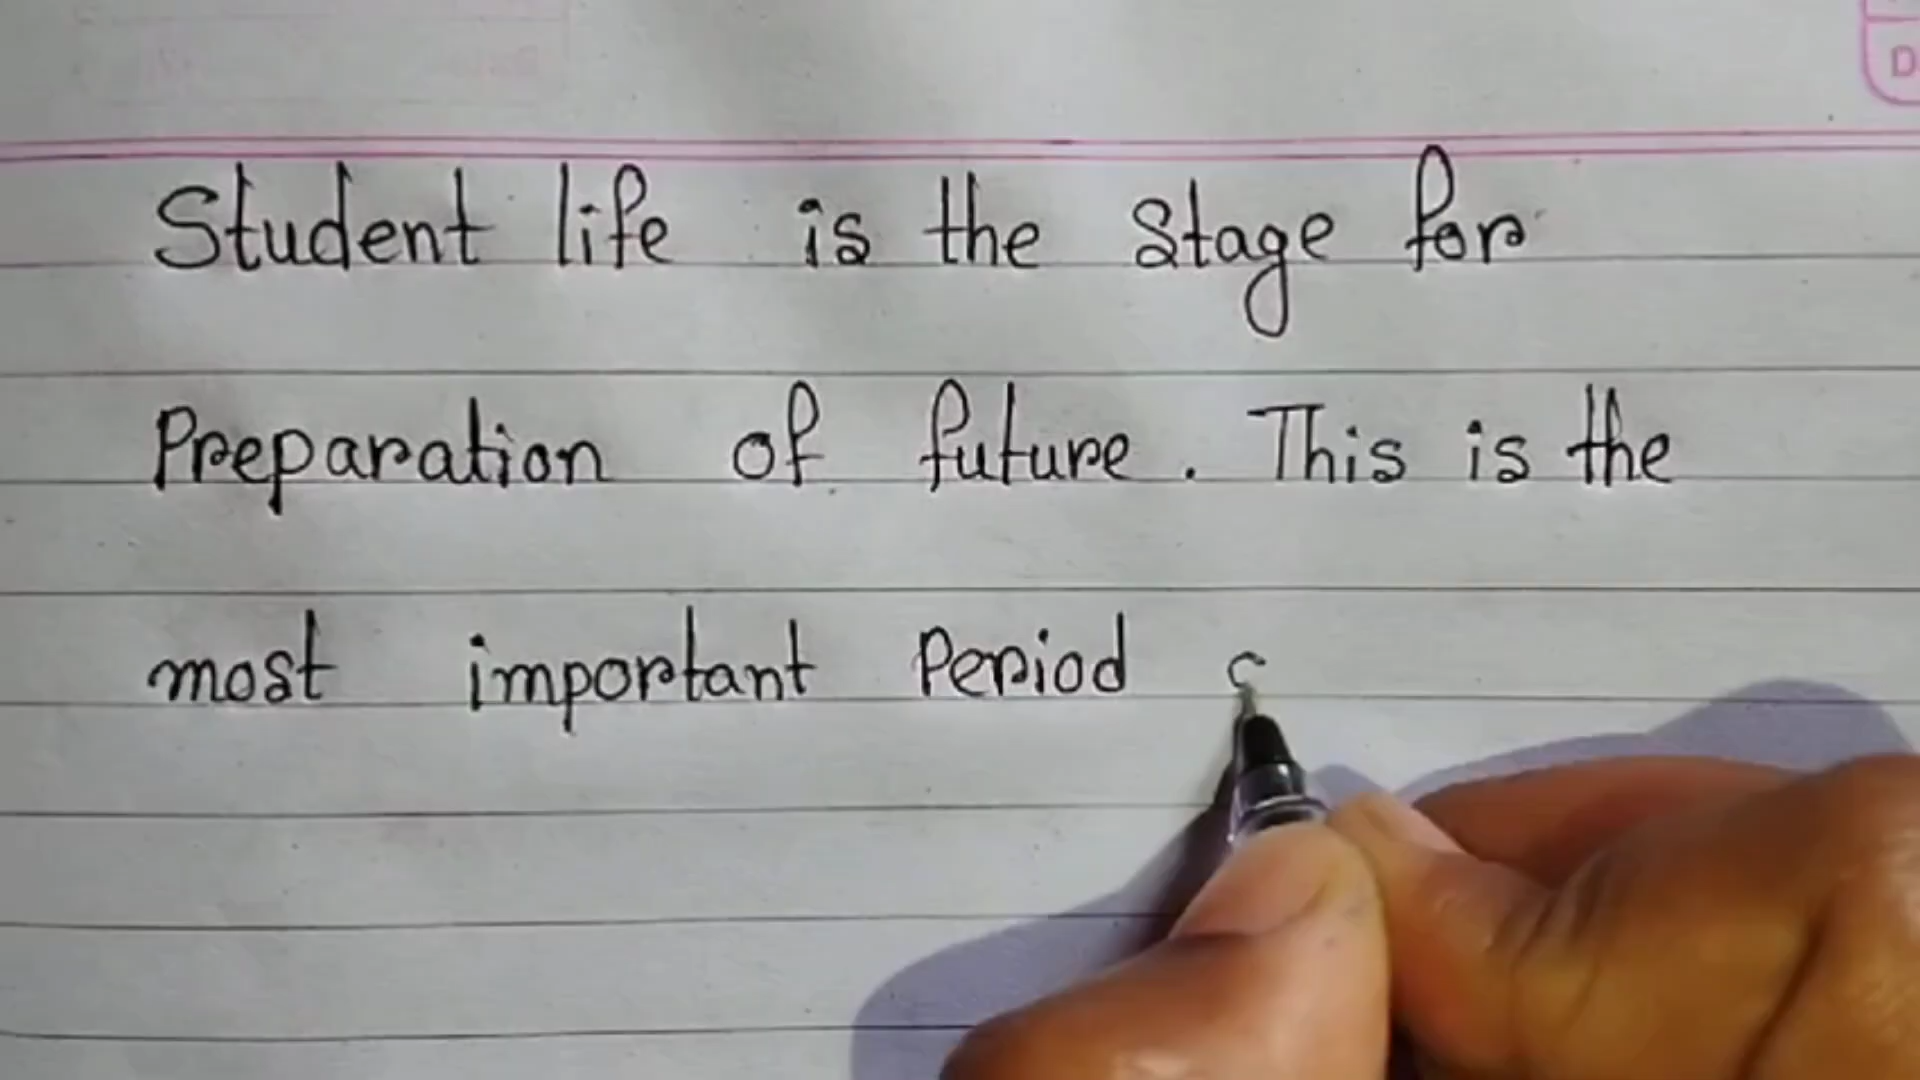 Student life is the stage for
Preparation of future. This is the
most important Period